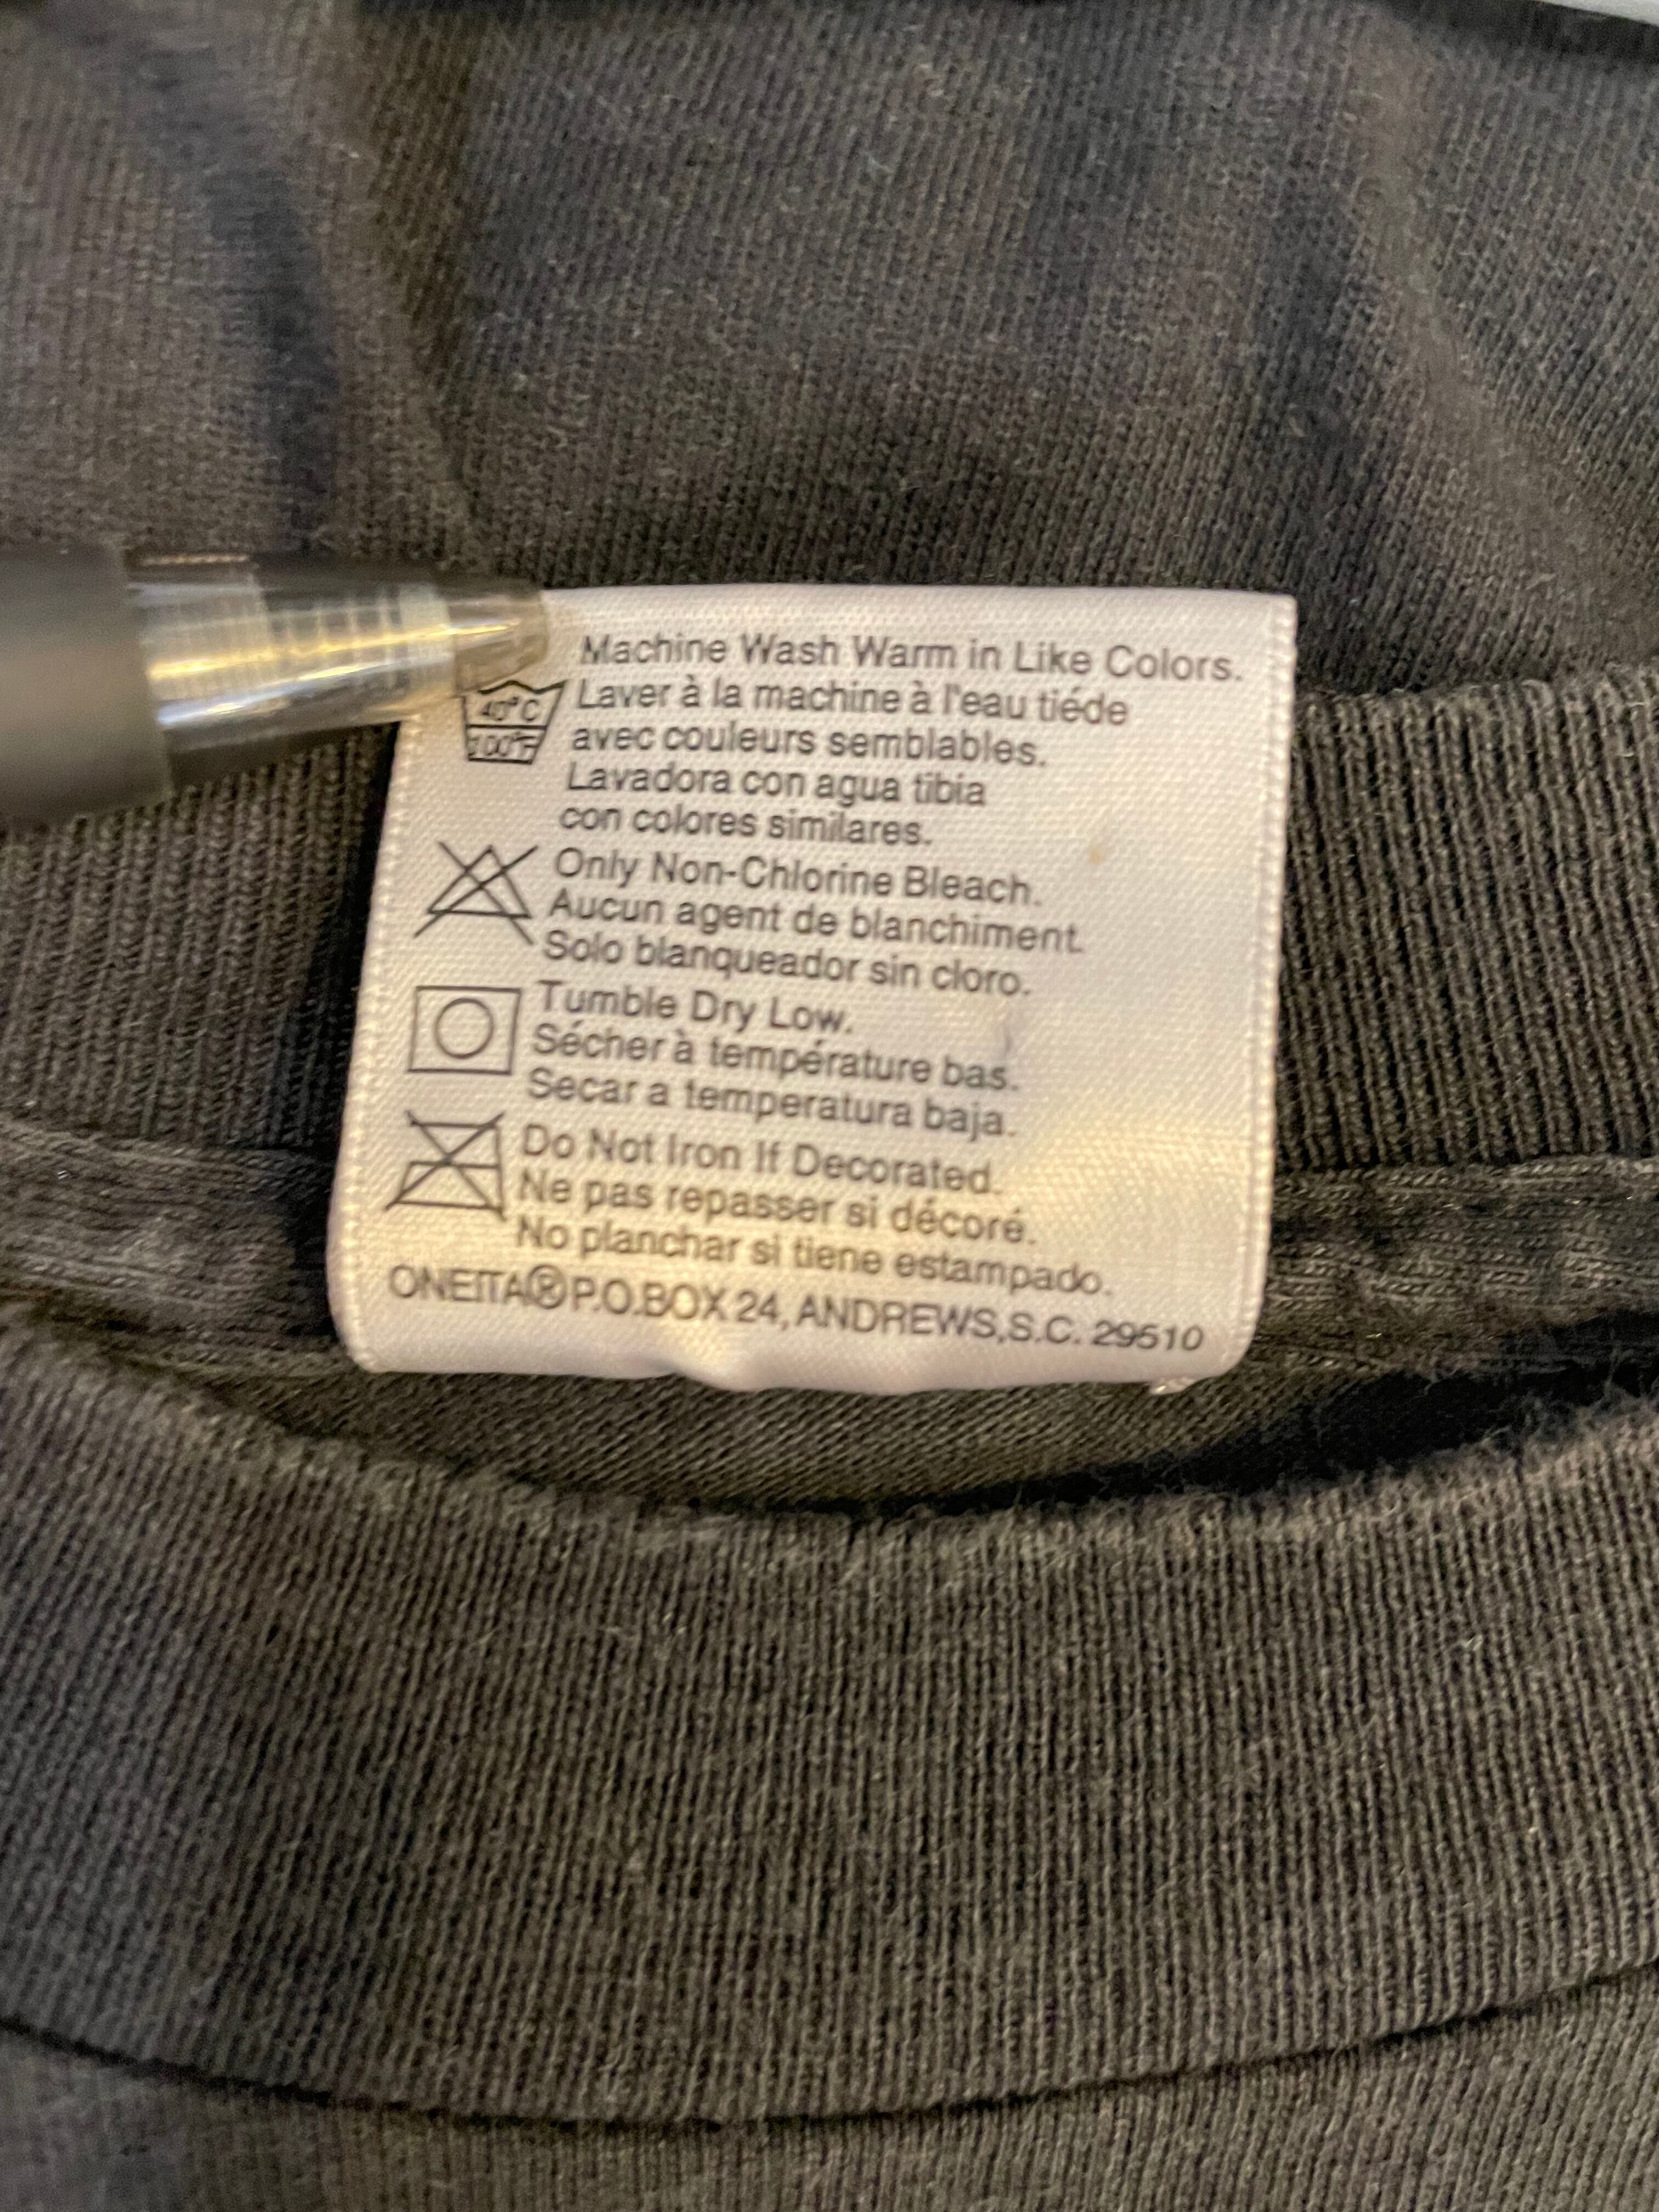 Machine Wash Warm in Like Colors.
40°C
100°F
Laver à la machine à l'eau tiéde
avec couleurs semblables.
Lavadora con agua tibia
con colores similares.
Only Non-Chlorine Bleach.
Aucun agent de blanchiment.
Solo blanqueador sin cloro.
Tumble Dry Low.
Sécher à température bas.
Secar a temperatura baja.
Do Not Iron If Decorated.
Ne pas repasser si décoré.
No planchar si tiene estampado.
ONEITA® P.O.BOX 24, ANDREWS,S.C. 29510